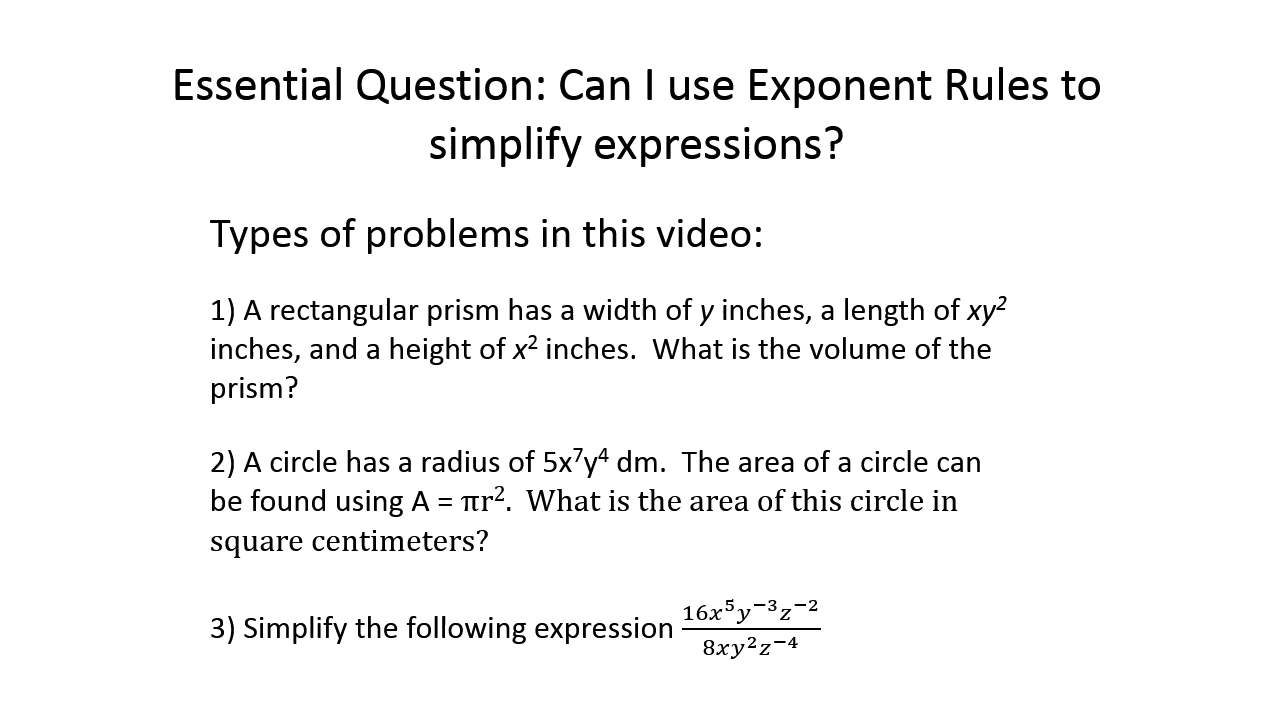 Essential Question: Can I use Exponent Rules to
simplify expressions?
Types of problems in this video:
1) A rectangular prism has a width of y inches, a length of xy²
inches, and a height of x² inches.  What is the volume of the
prism?
2) A circle has a radius of 5x⁷y⁴ dm.  The area of a circle can
be found using A = πr².  What is the area of this circle in
square centimeters?
3) Simplify the following expression 16x⁵y⁻³z⁻² / 8xy²z⁻⁴